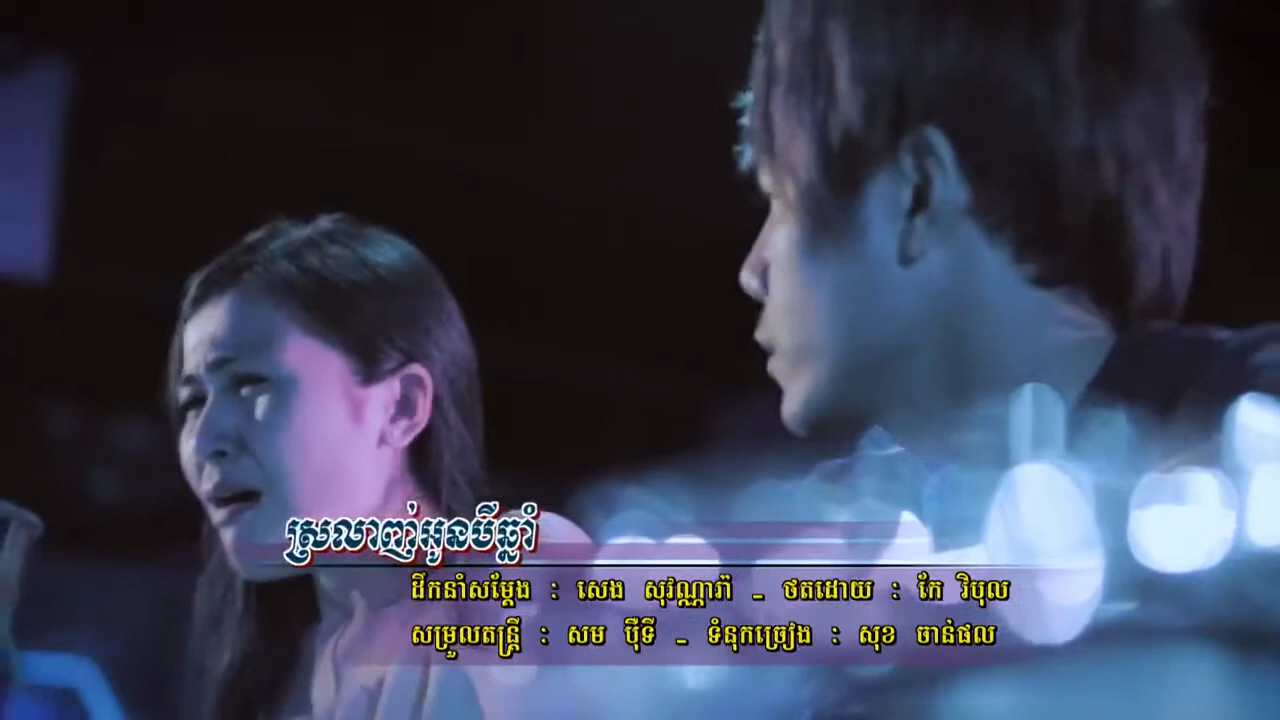 ស្រលាញ់អូនបីឆ្នាំ
ដឹកនាំសម្ដែង : សេង សុវណ្ណារ៉ា - ថតដោយ : កែ វិបុល
សម្រួលតន្ត្រី : សម ប៉ឺទី - ទំនុកច្រៀង : សុខ ចាន់ផល